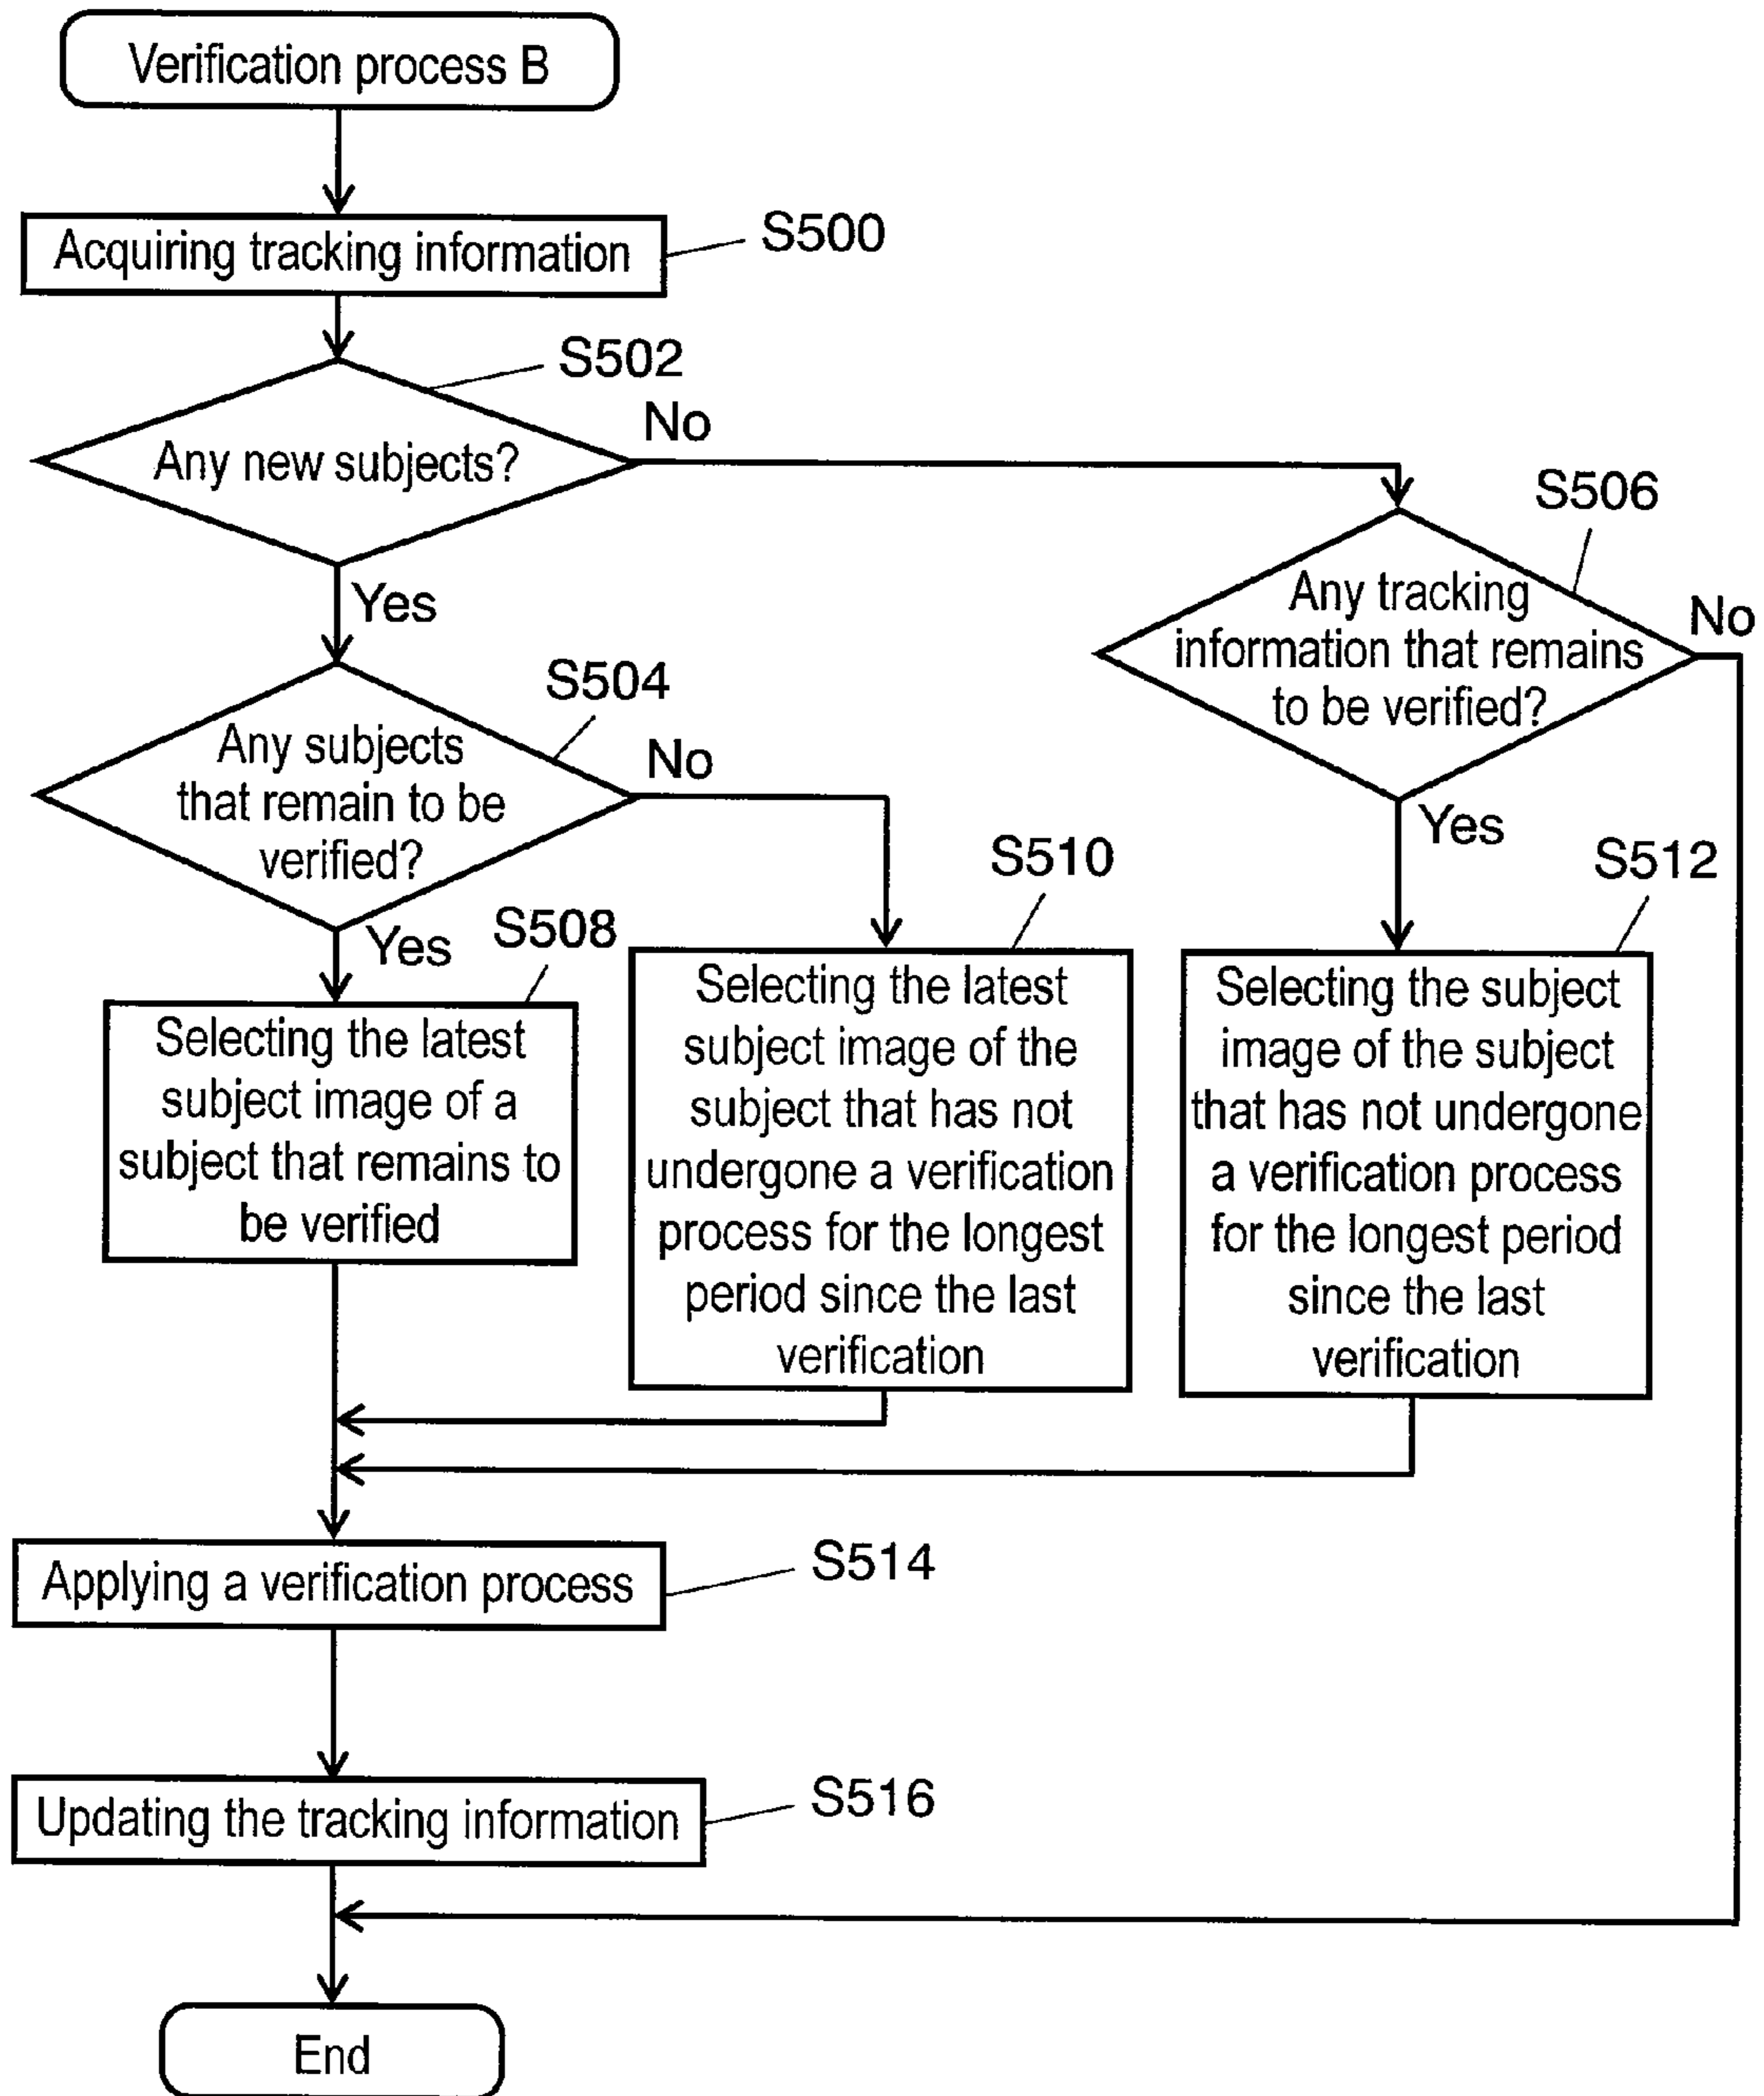 Verification process B
Acquiring tracking information
S500
S502
Any new subjects?
No
Yes
S506
Any tracking
information that remains
to be verified?
No
Yes
S504
Any subjects
that remain to be
verified?
No
Yes
S508
Selecting the latest
subject image of a
subject that remains to
be verified
S510
Selecting the latest
subject image of the
subject that has not
undergone a verification
process for the longest
period since the last
verification
S512
Selecting the subject
image of the subject
that has not undergone
a verification process
for the longest period
since the last
verification
Applying a verification process
S514
Updating the tracking information
S516
End